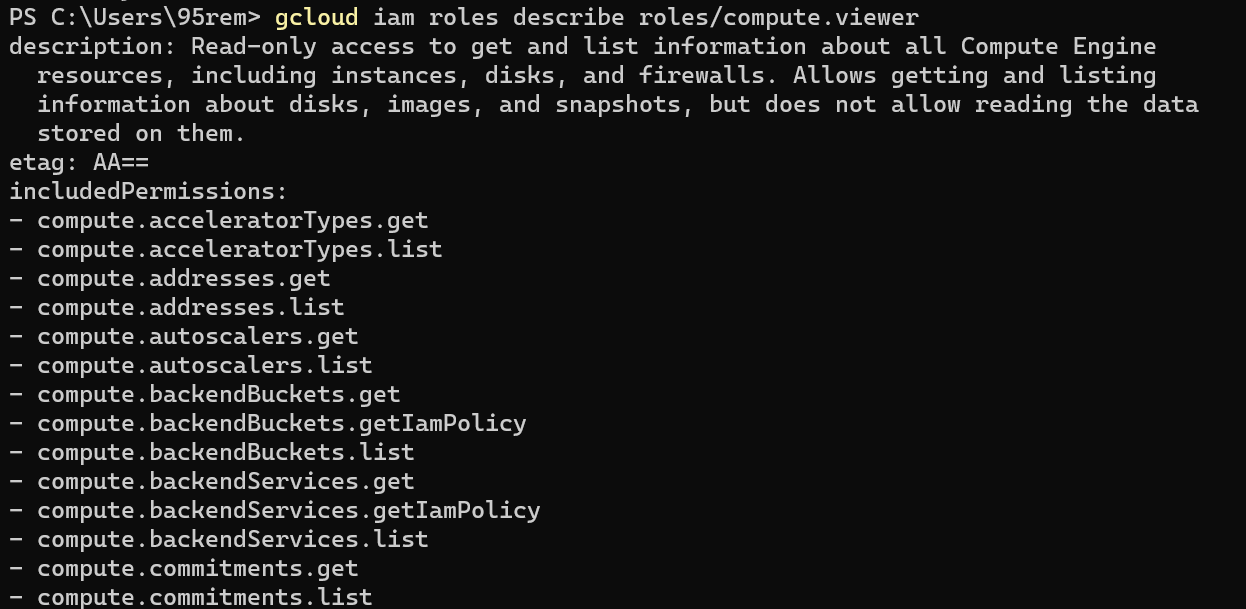 PS C:\Users\95rem> gcloud iam roles describe roles/compute.viewer
description: Read-only access to get and list information about all Compute Engine
  resources, including instances, disks, and firewalls. Allows getting and listing
  information about disks, images, and snapshots, but does not allow reading the data
  stored on them.
etag: AA==
includedPermissions:
- compute.acceleratorTypes.get
- compute.acceleratorTypes.list
- compute.addresses.get
- compute.addresses.list
- compute.autoscalers.get
- compute.autoscalers.list
- compute.backendBuckets.get
- compute.backendBuckets.getIamPolicy
- compute.backendBuckets.list
- compute.backendServices.get
- compute.backendServices.getIamPolicy
- compute.backendServices.list
- compute.commitments.get
- compute.commitments.list